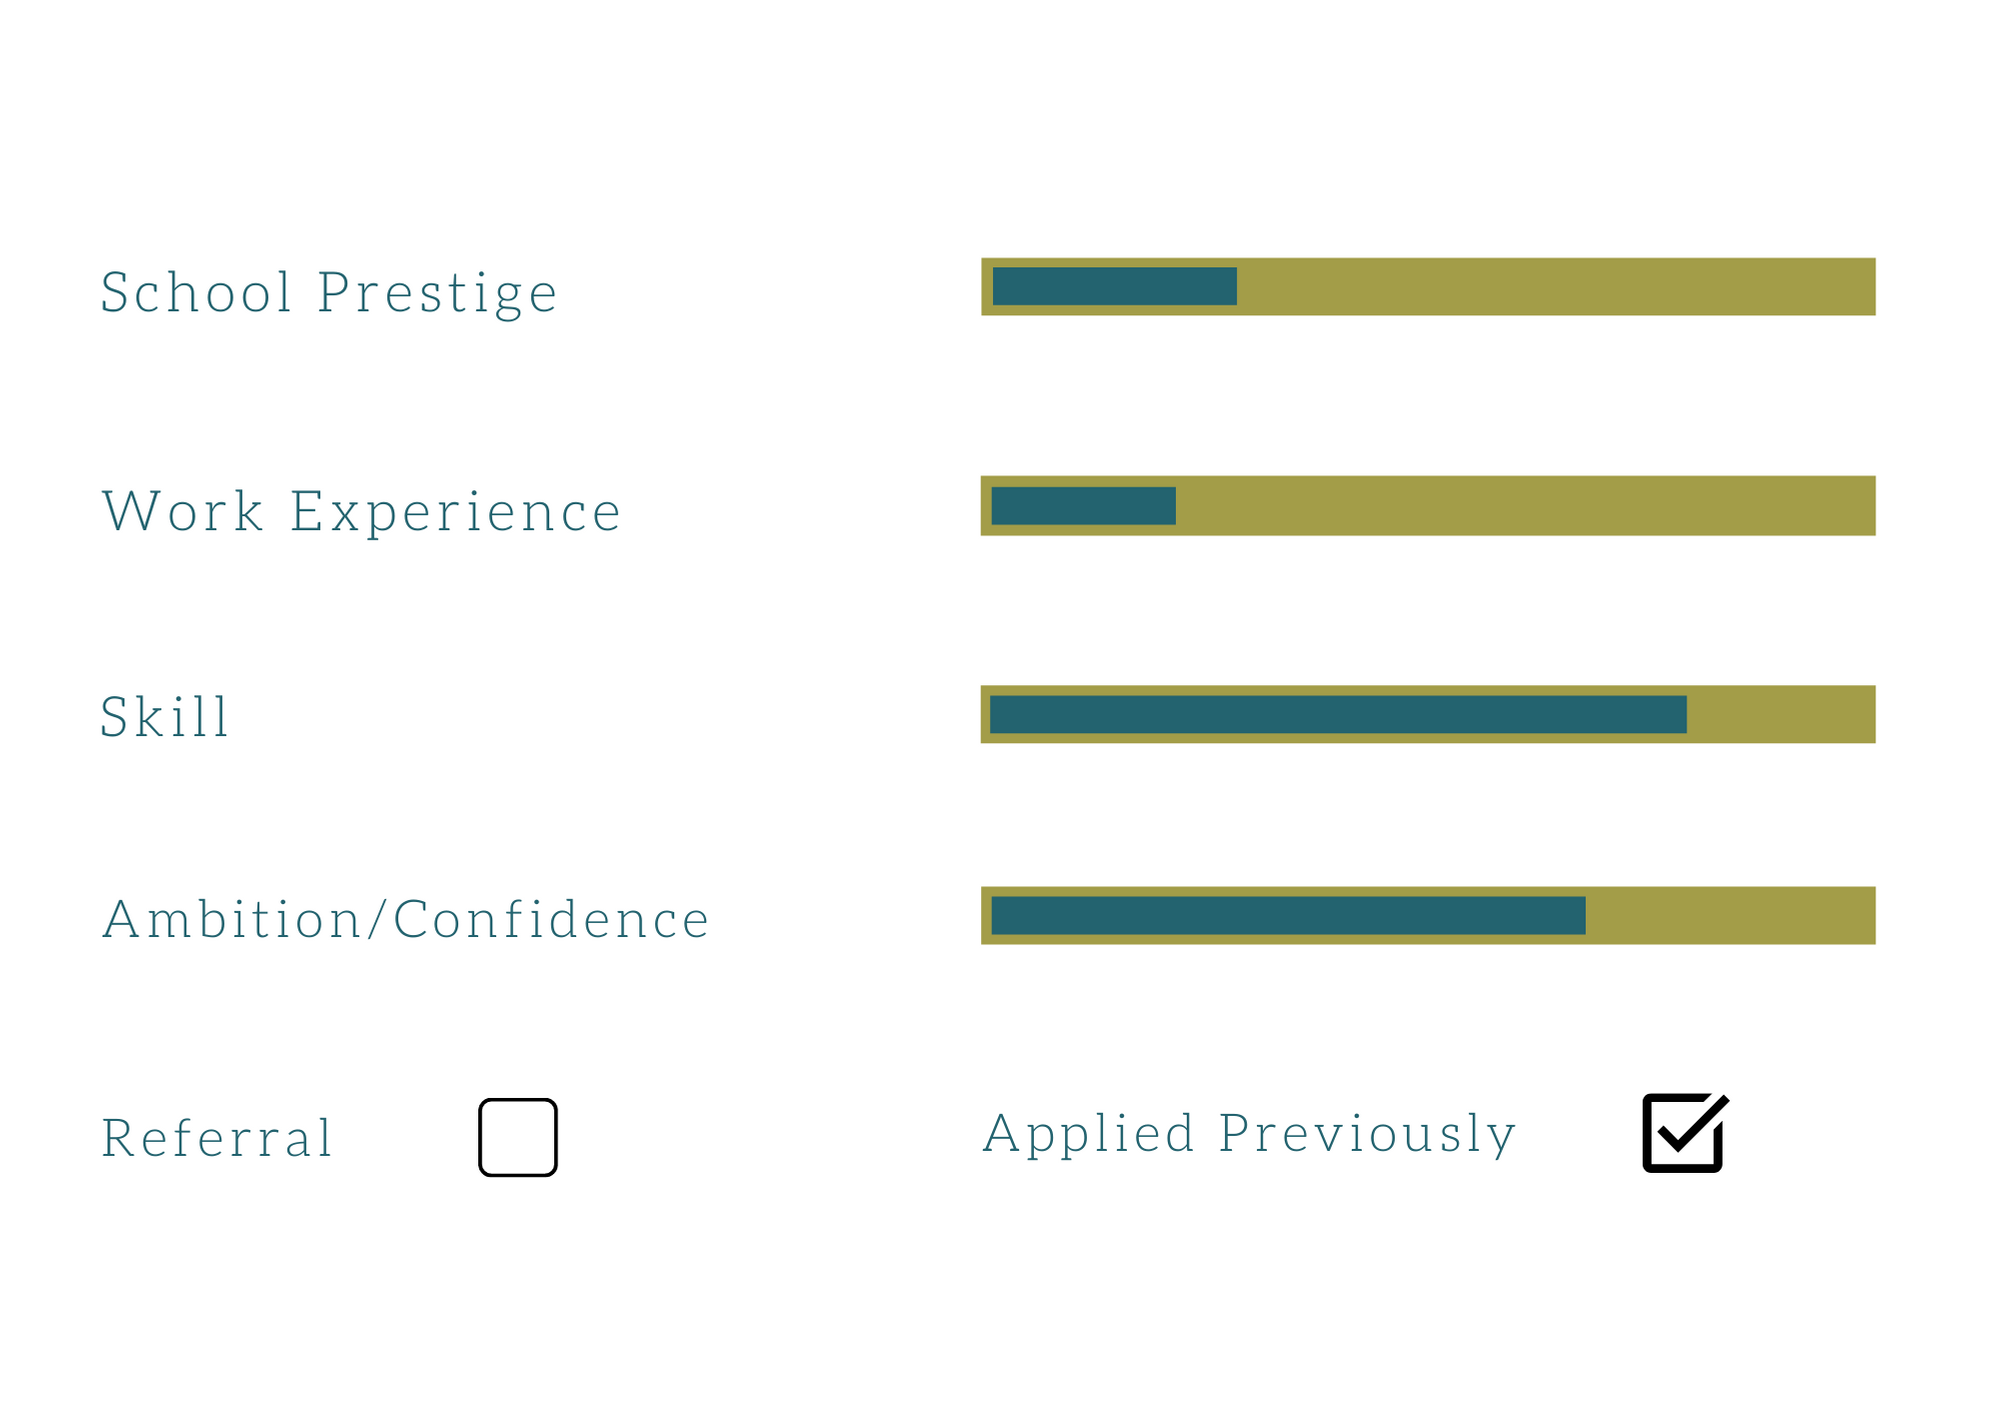 School Prestige
Work Experience
Skill
Ambition/Confidence
Referral
Applied Previously